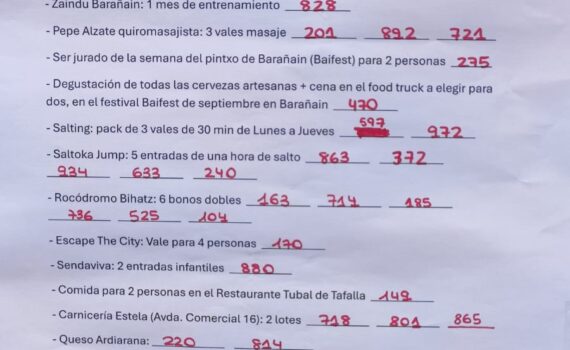 - Zaindu Barañain: 1 mes de entrenamiento 828
- Pepe Alzate quiromasajista: 3 vales masaje 201 892 721
- Ser jurado de la semana del pintxo de Barañain (Baifest) para 2 personas 275
- Degustación de todas las cervezas artesanas + cena en el food truck a elegir para
dos, en el festival Baifest de septiembre en Barañain 470
597
- Salting: pack de 3 vales de 30 min de Lunes a Jueves 972
- Saltoka Jump: 5 entradas de una hora de salto 863 372
934 633 240
- Rocódromo Bihatz: 6 bonos dobles 163 714 185
736 525 104
- Escape The City: Vale para 4 personas 170
- Sendaviva: 2 entradas infantiles 880
- Comida para 2 personas en el Restaurante Tubal de Tafalla 149
- Carnicería Estela (Avda. Comercial 16): 2 lotes 718 801 865
- Queso Ardiarana: 220 814